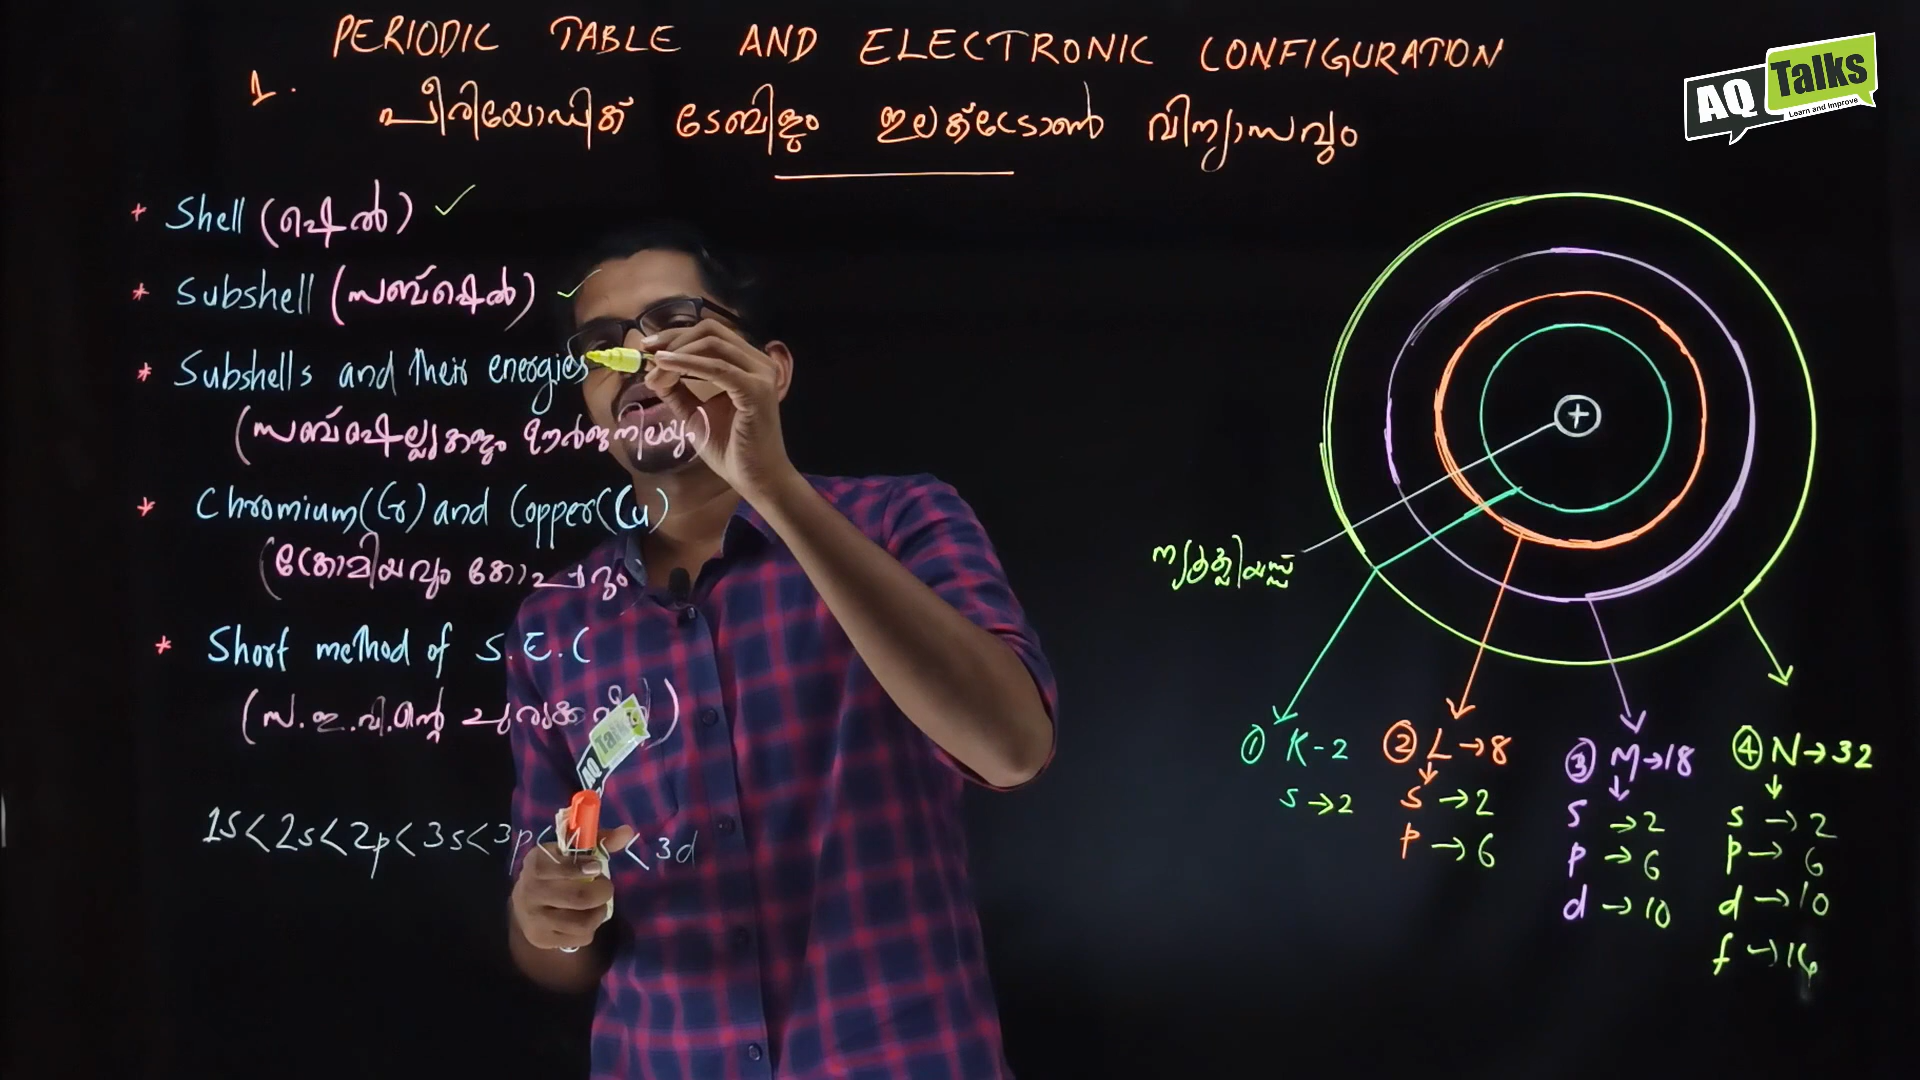 PERIODIC TABLE AND ELECTRONIC CONFIGURATION
1. പീരിയോഡിക് ടേബിളും ഇലക്ട്രോൺ വിന്യാസവും
AQ Talks
Learn and Improve
* Shell (ഷെൽ) ✓
* Subshell (സബ്ഷെൽ) ✓
* Subshells and their energies
(സബ്ഷെല്ലുകളും ഊർജനിലയും)
* Chromium(Cr) and Copper(Cu)
(ക്രോമിയവും കോപ്പറും)
* Short method of S.E.C
(സ.ഇ.വി.ന്റെ ചുരുക്ക
1s<2s<2p<3s<3p<4s<3d
+
ന്യൂക്ലിയസ്സ്
① K-2
s→2
② L→8
s→2
p→6
③ M→18
s→2
p→6
d→10
④ N→32
s→2
p→6
d→10
f→14
AQ Talks